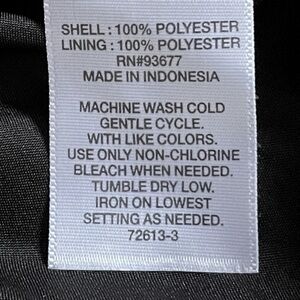 SHELL : 100% POLYESTER
LINING : 100% POLYESTER
RN#93677
MADE IN INDONESIA
MACHINE WASH COLD
GENTLE CYCLE.
WITH LIKE COLORS.
USE ONLY NON-CHLORINE
BLEACH WHEN NEEDED.
TUMBLE DRY LOW.
IRON ON LOWEST
SETTING AS NEEDED.
72613-3